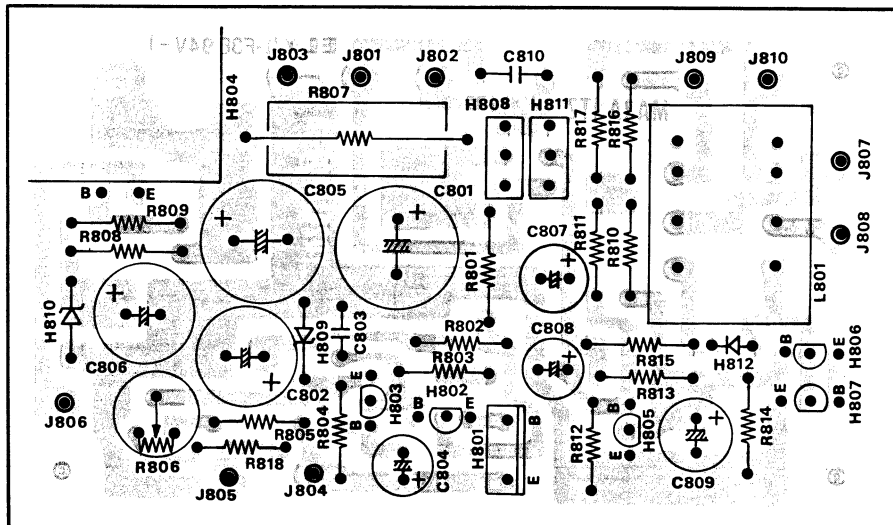 J803
J801
J802
C810
J809
J810
H804
R807
H808
H811
R817
R816
J807
B
E
R809
C805
C801
R808
+
+
C807
R811
R810
J808
R801
+
L801
H810
+
C806
H809
C803
R802
C808
R815
B
E
H806
R803
+
H812
J806
C802
+
E
H803
H802
R813
E
B
H807
R804
B
B
E
H801
B
B
H805
+
R814
R805
R812
R806
R818
+
C804
E
E
C809
J805
J804